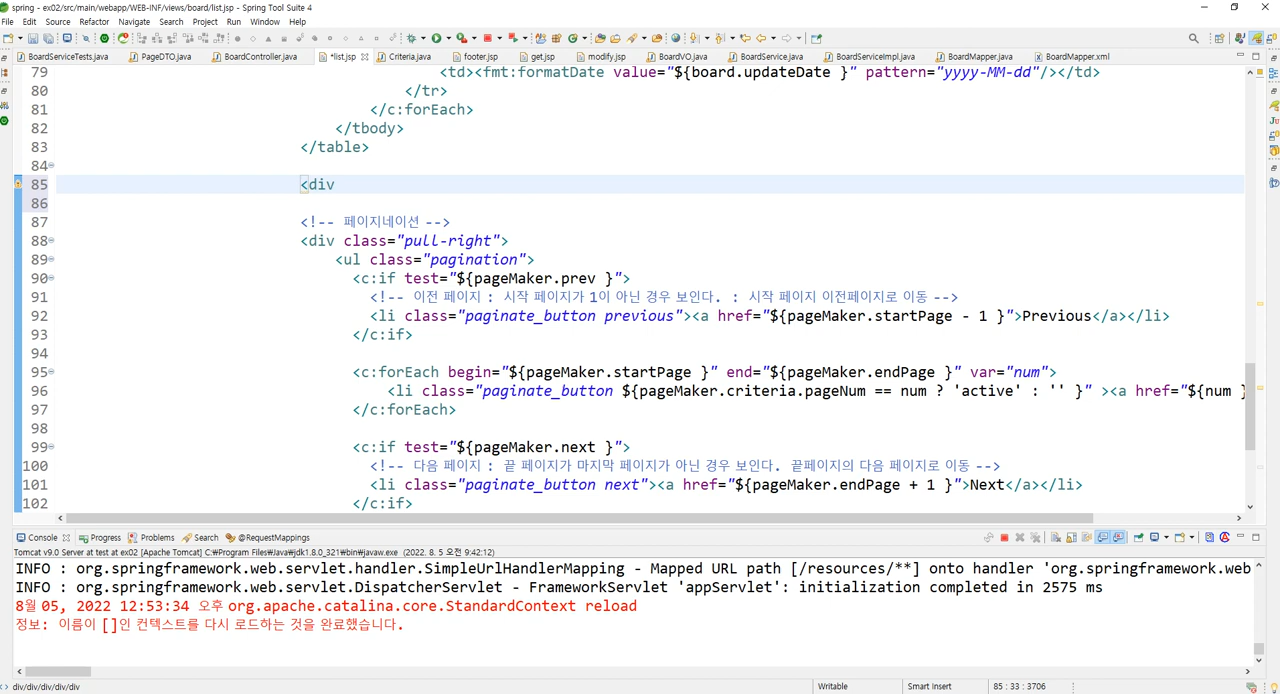 spring - ex02/src/main/webapp/WEB-INF/views/board/list.jsp - Spring Tool Suite 4
File Edit Source Refactor Navigate Search Project Run Window Help
BoardServiceTests.java PageDTO.java BoardController.java *list.jsp Criteria.java footer.jsp get.jsp modify.jsp BoardVO.java BoardService.java BoardServiceImpl.java BoardMapper.java BoardMapper.xml
79 <td><fmt:formatDate value="${board.updateDate }" pattern="yyyy-MM-dd"/></td>
80 </tr>
81 </c:forEach>
82 </tbody>
83 </table>
84
85 <div
86
87 <!-- 페이지네이션 -->
88 <div class="pull-right">
89 <ul class="pagination">
90 <c:if test="${pageMaker.prev }">
91 <!-- 이전 페이지 : 시작 페이지가 1이 아닌 경우 보인다. : 시작 페이지 이전페이지로 이동 -->
92 <li class="paginate_button previous"><a href="${pageMaker.startPage - 1 }">Previous</a></li>
93 </c:if>
94
95 <c:forEach begin="${pageMaker.startPage }" end="${pageMaker.endPage }" var="num">
96 <li class="paginate_button ${pageMaker.criteria.pageNum == num ? 'active' : '' }" ><a href="${num }
97 </c:forEach>
98
99 <c:if test="${pageMaker.next }">
100 <!-- 다음 페이지 : 끝 페이지가 마지막 페이지가 아닌 경우 보인다. 끝페이지의 다음 페이지로 이동 -->
101 <li class="paginate_button next"><a href="${pageMaker.endPage + 1 }">Next</a></li>
102 </c:if>
Console Progress Problems Search @RequestMappings
Tomcat v9.0 Server at test at ex02 [Apache Tomcat] C:₩Program Files₩Java₩jdk1.8.0_321₩bin₩javaw.exe (2022. 8. 5 오전 9:42:12)
INFO : org.springframework.web.servlet.handler.SimpleUrlHandlerMapping - Mapped URL path [/resources/**] onto handler 'org.springframework.web
INFO : org.springframework.web.servlet.DispatcherServlet - FrameworkServlet 'appServlet': initialization completed in 2575 ms
8월 05, 2022 12:53:34 오후 org.apache.catalina.core.StandardContext reload
정보: 이름이 []인 컨텍스트를 다시 로드하는 것을 완료했습니다.
div/div/div/div/div Writable Smart Insert 85 : 33 : 3706